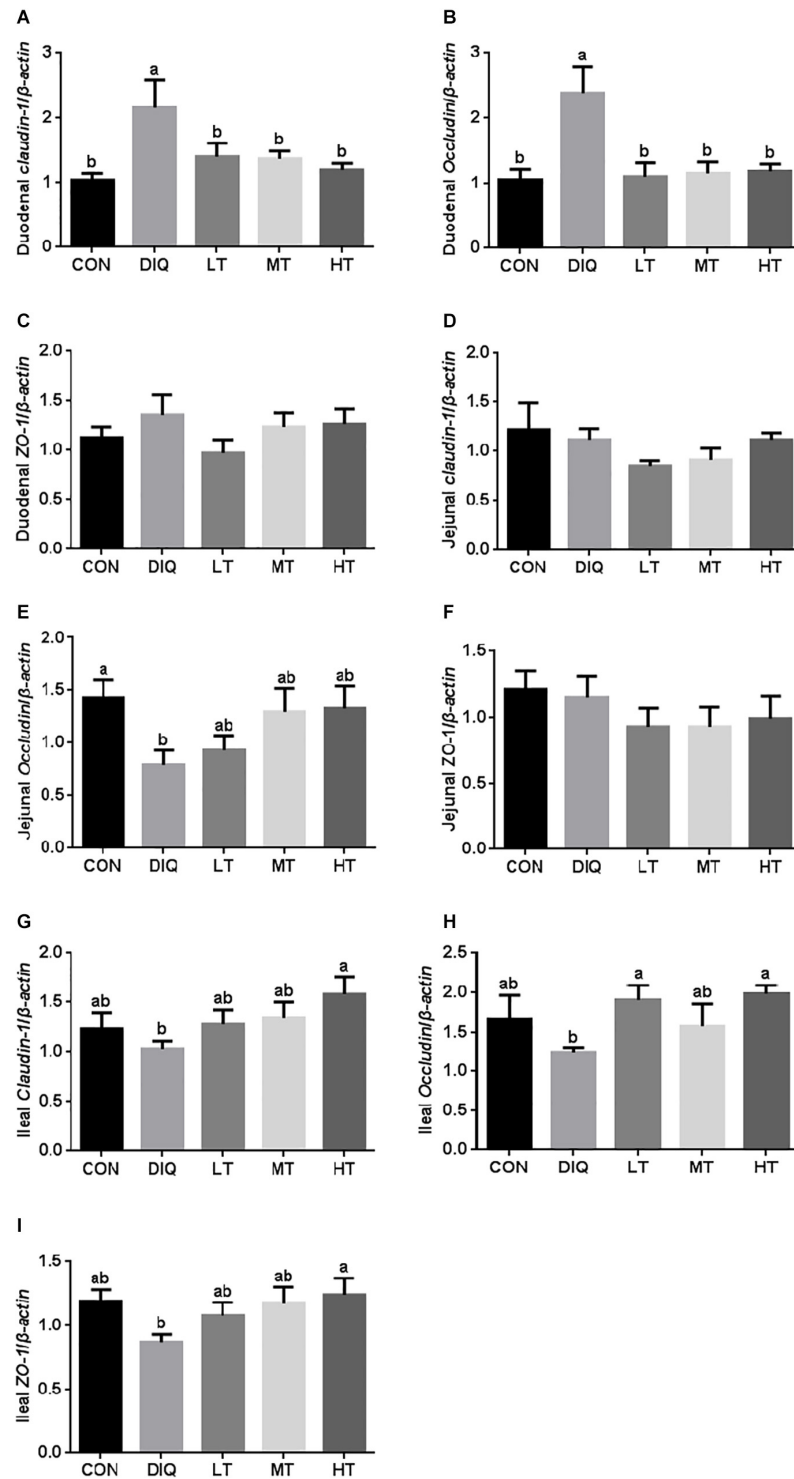 A
Duodenal claudin-1/β-actin
3
2
1
0
a
b
b
b
b
CON DIQ LT MT HT
B
Duodenal Occludin/β-actin
3
2
1
0
a
b
b
b
b
CON DIQ LT MT HT
C
Duodenal ZO-1/β-actin
2.0
1.5
1.0
0.5
0.0
CON DIQ LT MT HT
D
Jejunal claudin-1/β-actin
2.0
1.5
1.0
0.5
0.0
CON DIQ LT MT HT
E
Jejunal Occludin/β-actin
2.0
1.5
1.0
0.5
0.0
a
b
ab
ab
ab
CON DIQ LT MT HT
F
Jejunal ZO-1/β-actin
1.5
1.0
0.5
0.0
CON DIQ LT MT HT
G
Ileal Claudin-1/β-actin
2.0
1.5
1.0
0.5
0.0
ab
b
ab
ab
a
CON DIQ LT MT HT
H
Ileal Occludin/β-actin
2.5
2.0
1.5
1.0
0.5
0.0
ab
b
a
ab
a
CON DIQ LT MT HT
I
Ileal ZO-1/β-actin
1.5
1.0
0.5
0.0
ab
b
ab
ab
a
CON DIQ LT MT HT